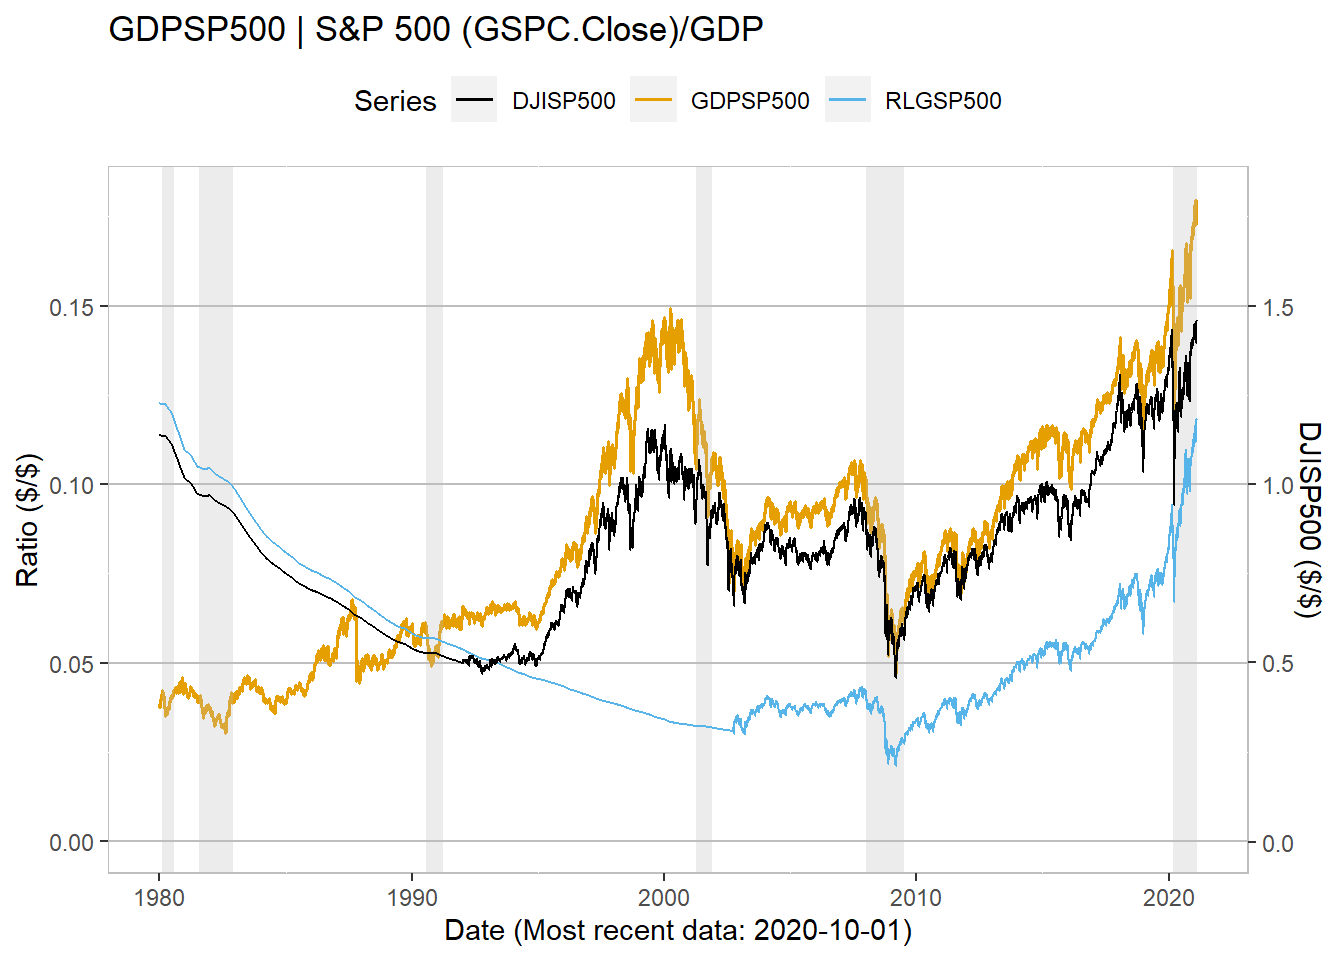 GDPSP500 | S&P 500 (GSPC.Close)/GDP
Series DJISP500 GDPSP500 RLGSP500
Ratio ($/$)
0.15
0.10
0.05
0.00
1.5
1.0
0.5
0.0
DJISP500 ($/$)
1980 1990 2000 2010 2020
Date (Most recent data: 2020-10-01)